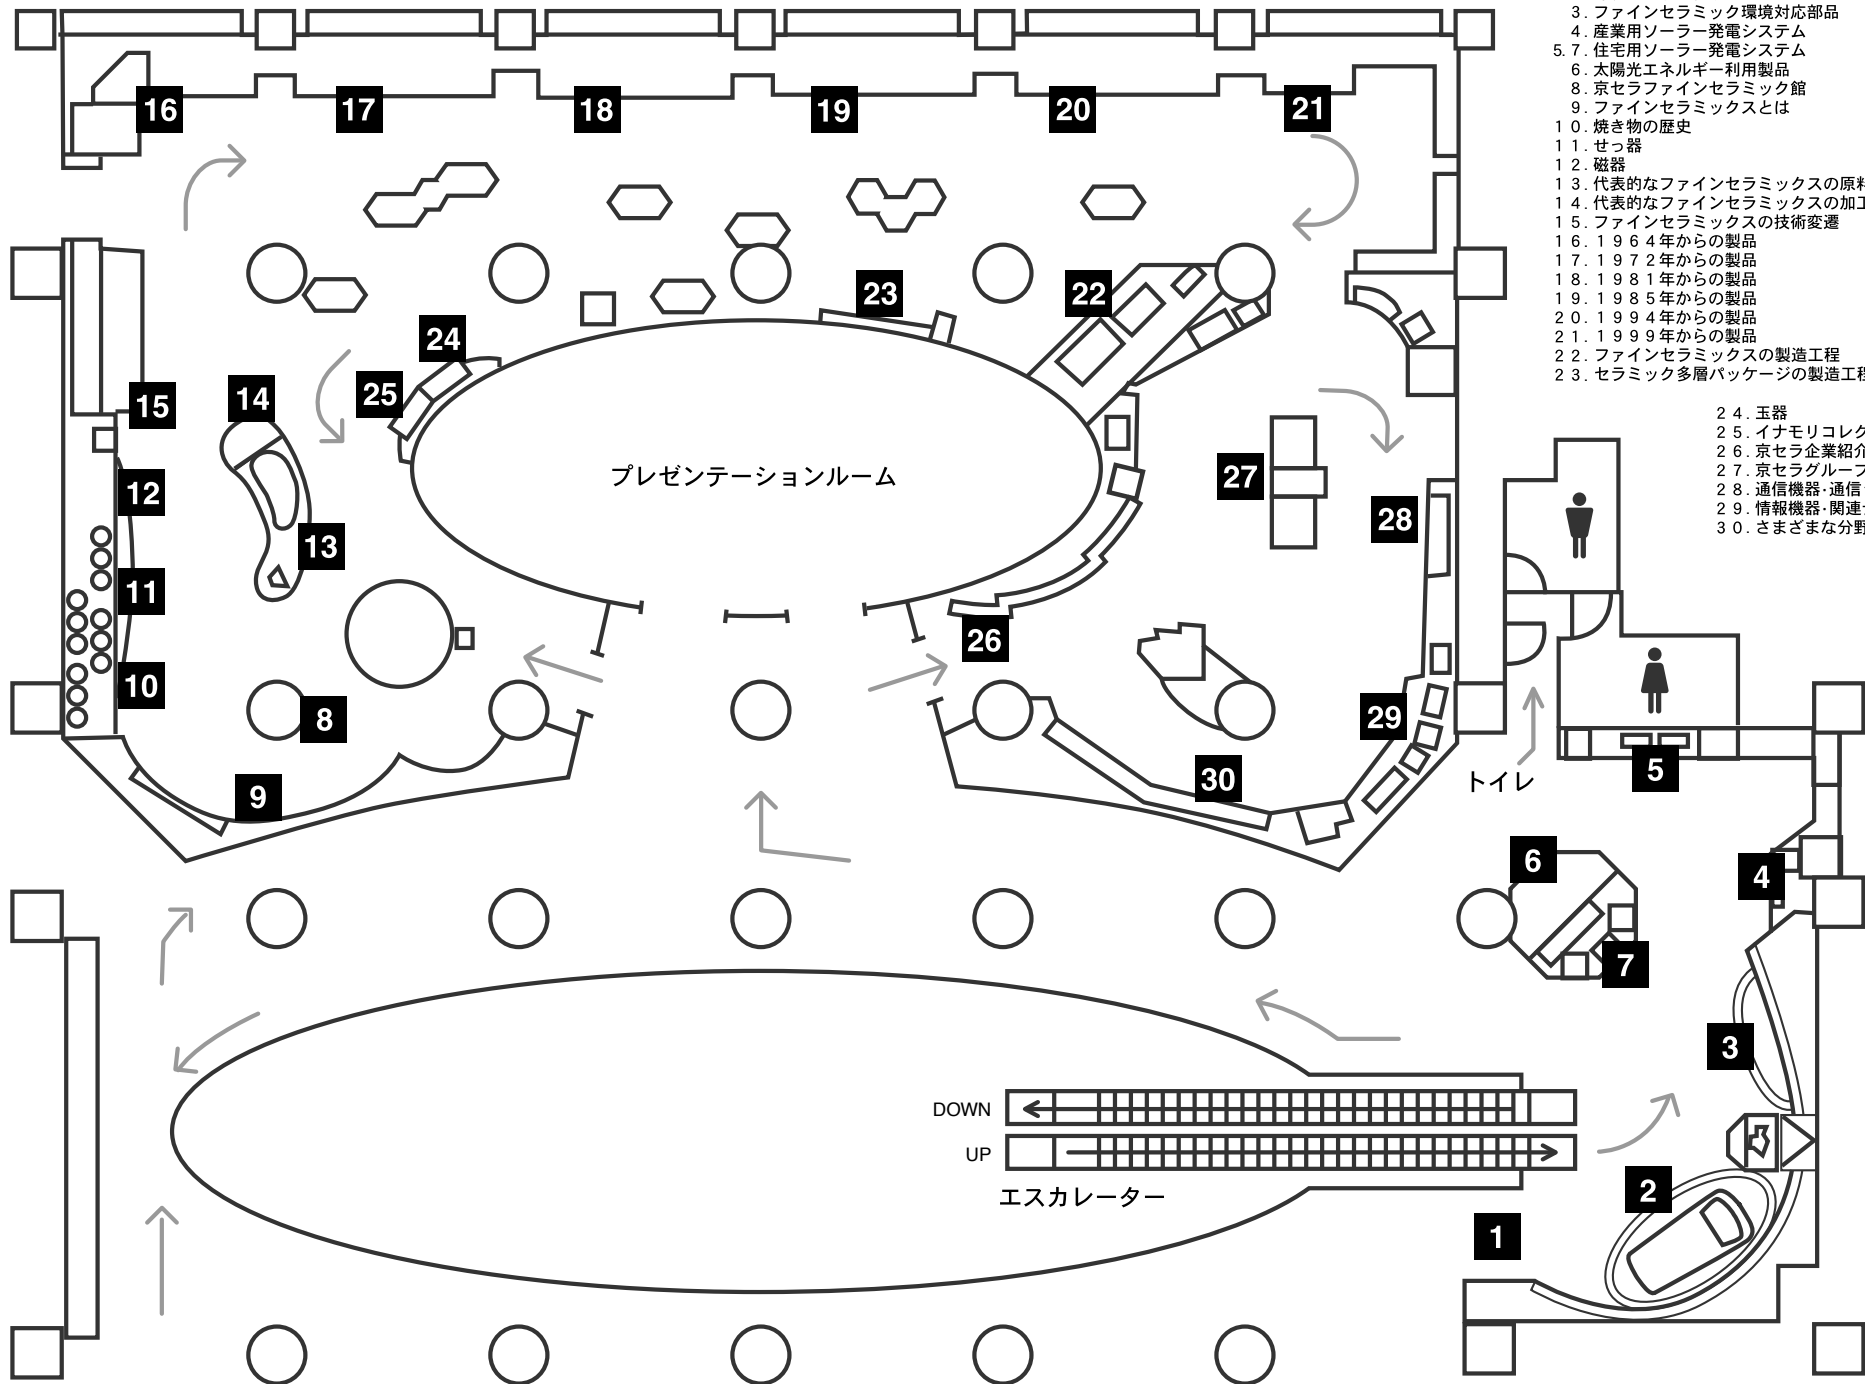 3. ファインセラミック環境対応部品
4. 産業用ソーラー発電システム
5. 7. 住宅用ソーラー発電システム
6. 太陽光エネルギー利用製品
8. 京セラファインセラミック館
9. ファインセラミックスとは
10. 焼き物の歴史
11. せっ器
12. 磁器
13. 代表的なファインセラミックスの原料
14. 代表的なファインセラミックスの加工
15. ファインセラミックスの技術変遷
16. 1964年からの製品
17. 1972年からの製品
18. 1981年からの製品
19. 1985年からの製品
20. 1994年からの製品
21. 1999年からの製品
22. ファインセラミックスの製造工程
23. セラミック多層パッケージの製造工程
24. 玉器
25. イナモリコレク
26. 京セラ企業紹介
27. 京セラグループ
28. 通信機器・通信
29. 情報機器・関連
30. さまざまな分野
16
17
18
19
20
21
22
23
24
25
14
15
12
13
11
10
8
9
プレゼンテーションルーム
27
28
26
29
30
トイレ
5
6
4
7
3
DOWN
UP
エスカレーター
2
1